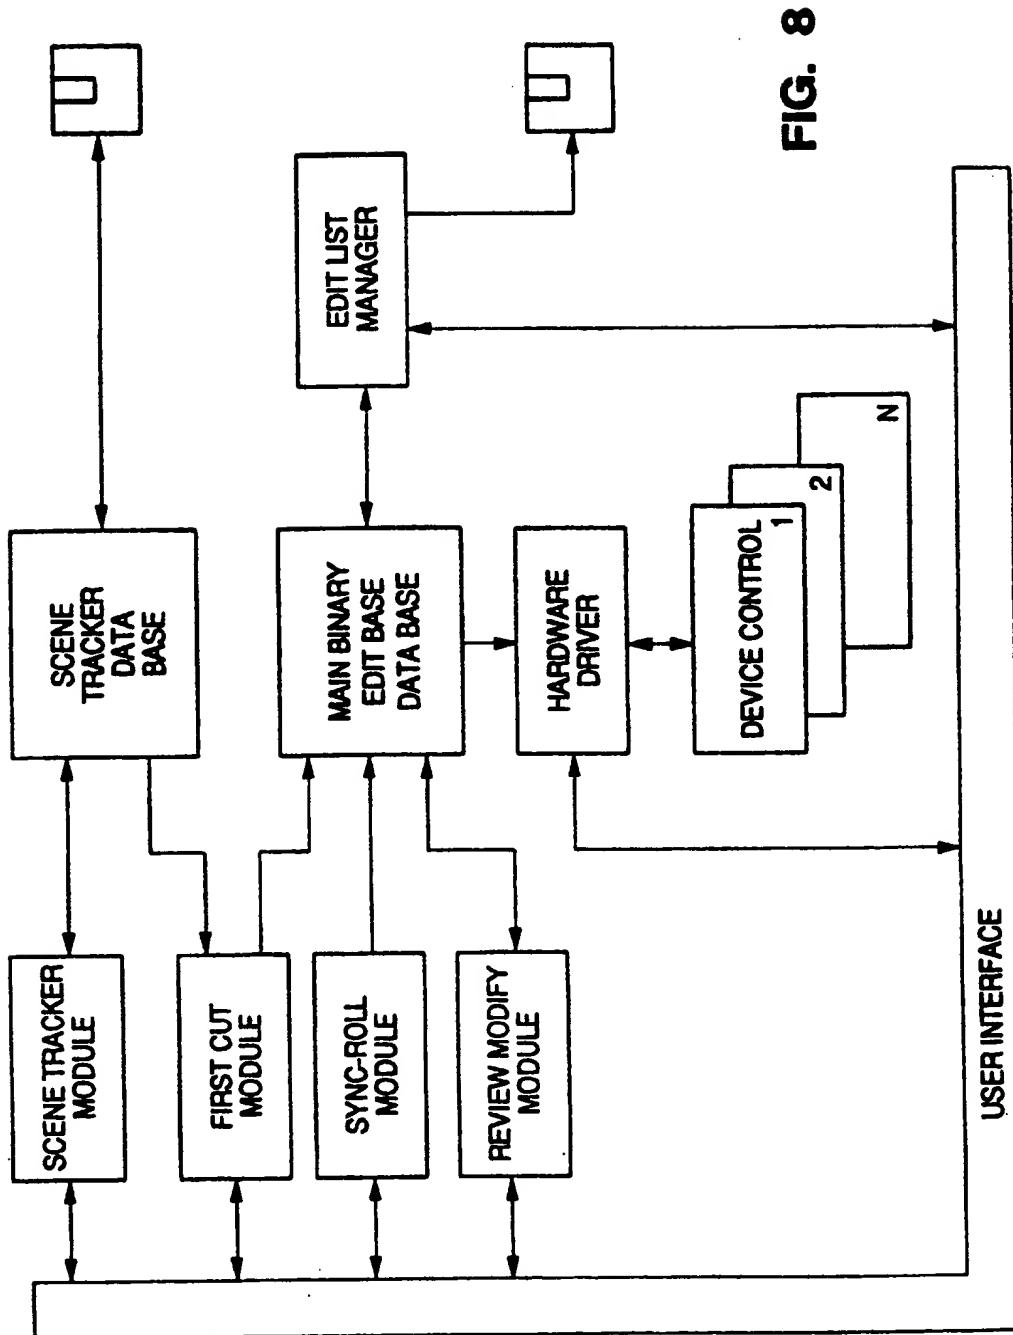 SCENE TRACKER
MODULE
SCENE
TRACKER
DATA
BASE
FIRST CUT
MODULE
SYNC-ROLL
MODULE
REVIEW MODIFY
MODULE
MAIN BINARY
EDIT BASE
DATA BASE
EDIT LIST
MANAGER
HARDWARE
DRIVER
DEVICE CONTROL
1
2
N
USER INTERFACE
FIG. 8